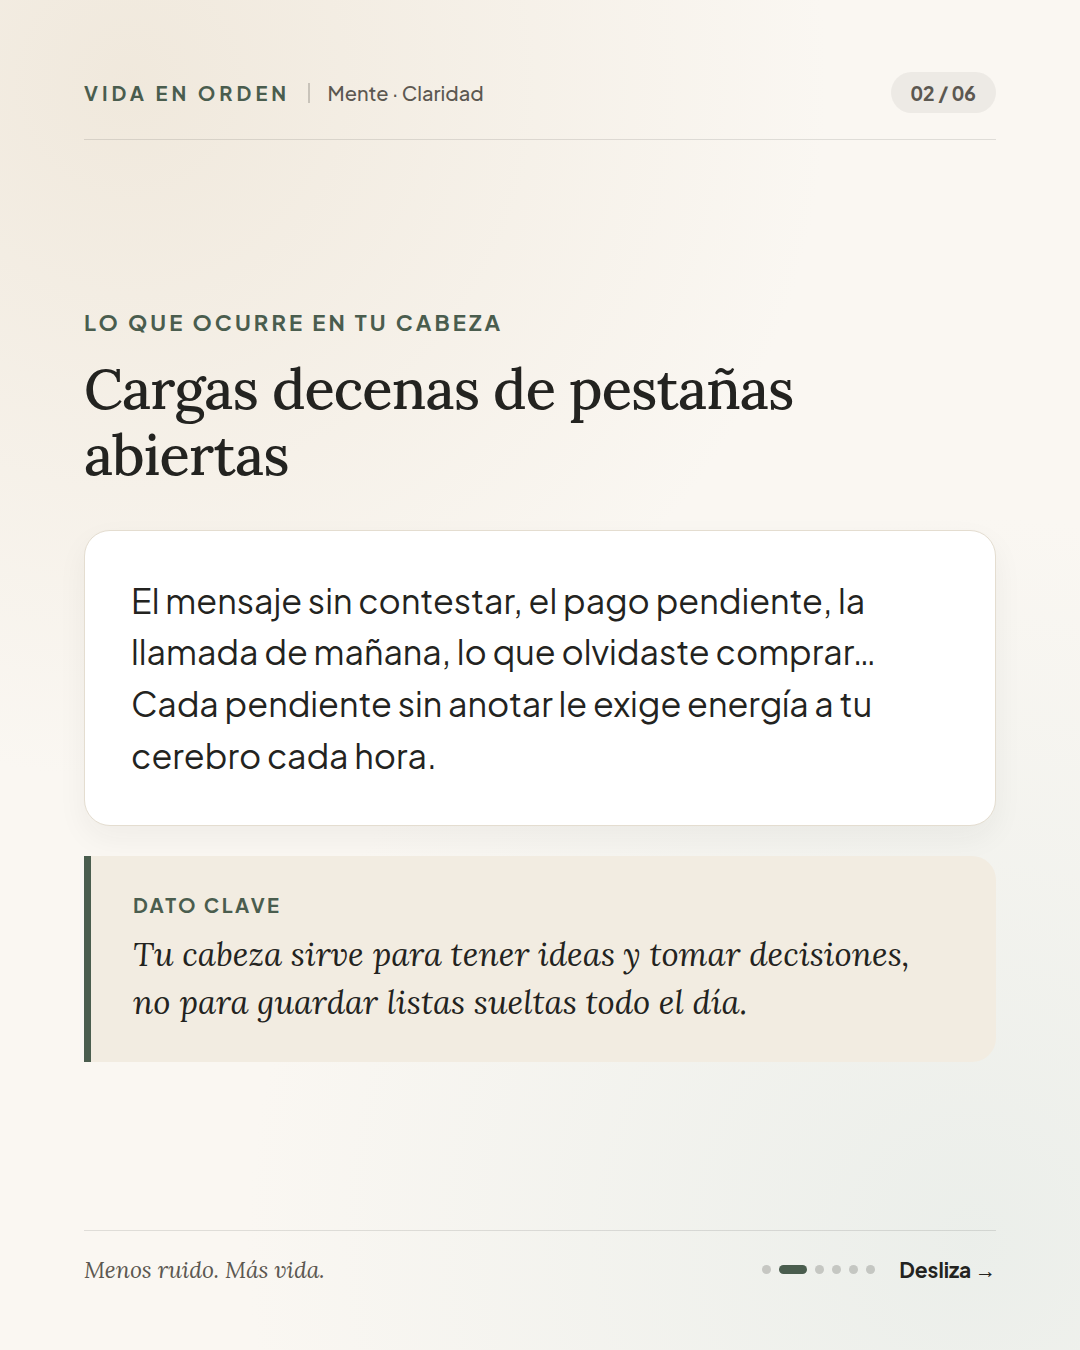 VIDA EN ORDEN | Mente · Claridad
02 / 06
LO QUE OCURRE EN TU CABEZA
Cargas decenas de pestañas
abiertas
El mensaje sin contestar, el pago pendiente, la
llamada de mañana, lo que olvidaste comprar...
Cada pendiente sin anotar le exige energía a tu
cerebro cada hora.
DATO CLAVE
Tu cabeza sirve para tener ideas y tomar decisiones,
no para guardar listas sueltas todo el día.
Menos ruido. Más vida.
Desliza →